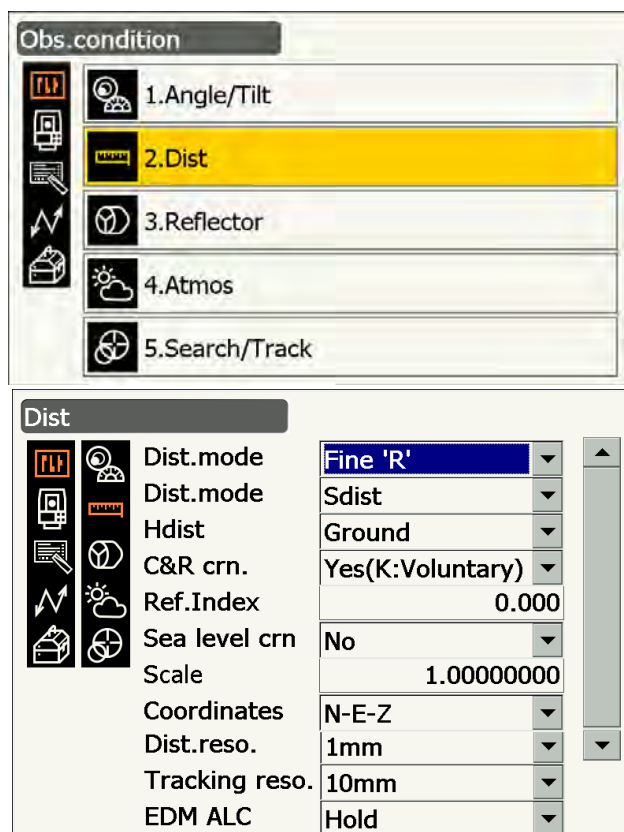 Obs.condition
1.Angle/Tilt
2.Dist
3.Reflector
4.Atmos
5.Search/Track
Dist
Dist.mode Fine 'R'
Dist.mode Sdist
Hdist Ground
C&R crn. Yes(K:Voluntary)
Ref.Index 0.000
Sea level crn No
Scale 1.00000000
Coordinates N-E-Z
Dist.reso. 1mm
Tracking reso. 10mm
EDM ALC Hold